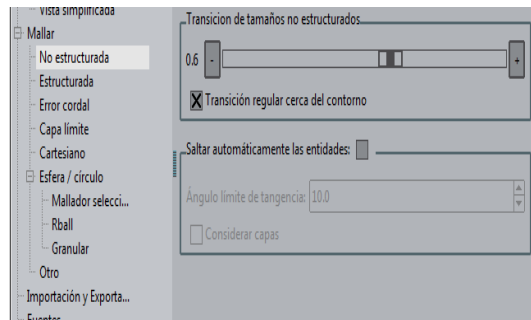 Vista simplificada
Mallar
No estructurada
Estructurada
Error cordal
Capa límite
Cartesiano
Esfera / círculo
Mallador selecci...
Rball
Granular
Otro
Importación y Exporta...
Fuentes
Transicion de tamaños no estructurados
0.6 - +
Transición regular cerca del contorno
Saltar automáticamente las entidades:
Ángulo límite de tangencia: 10.0
Considerar capas